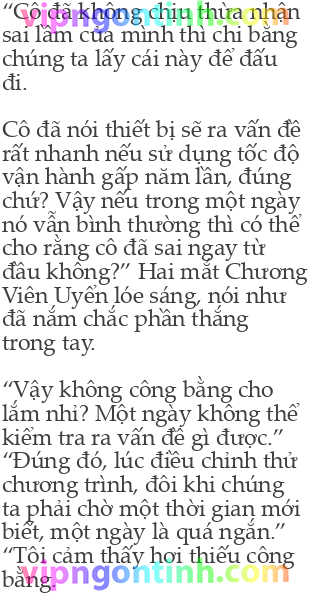 “Cô đã không chịu thừa nhận
vipngontinh.com
sai lầm của mình thì chi bằng
chúng ta lấy cái này để đấu
đi.
Cô đã nói thiết bị sẽ ra vấn đề
rất nhanh nếu sử dụng tốc độ
vận hành gấp năm lần, đúng
chứ? Vậy nếu trong một ngày
nó vẫn bình thường thì có thể
cho rằng cô đã sai ngay từ
đầu không?” Hai mắt Chương
Viên Uyển lóe sáng, nói như
đã nắm chắc phần thắng
trong tay.
“Vậy không công bằng cho
lắm nhỉ? Một ngày không thể
kiểm tra ra vấn đề gì được.”
“Đúng đó, lúc điều chỉnh thử
chương trình, đôi khi chúng
ta phải chờ một thời gian mới
biết, một ngày là quá ngắn.”
“Tôi cảm thấy hơi thiếu công
bằng.
vipngontinh.com